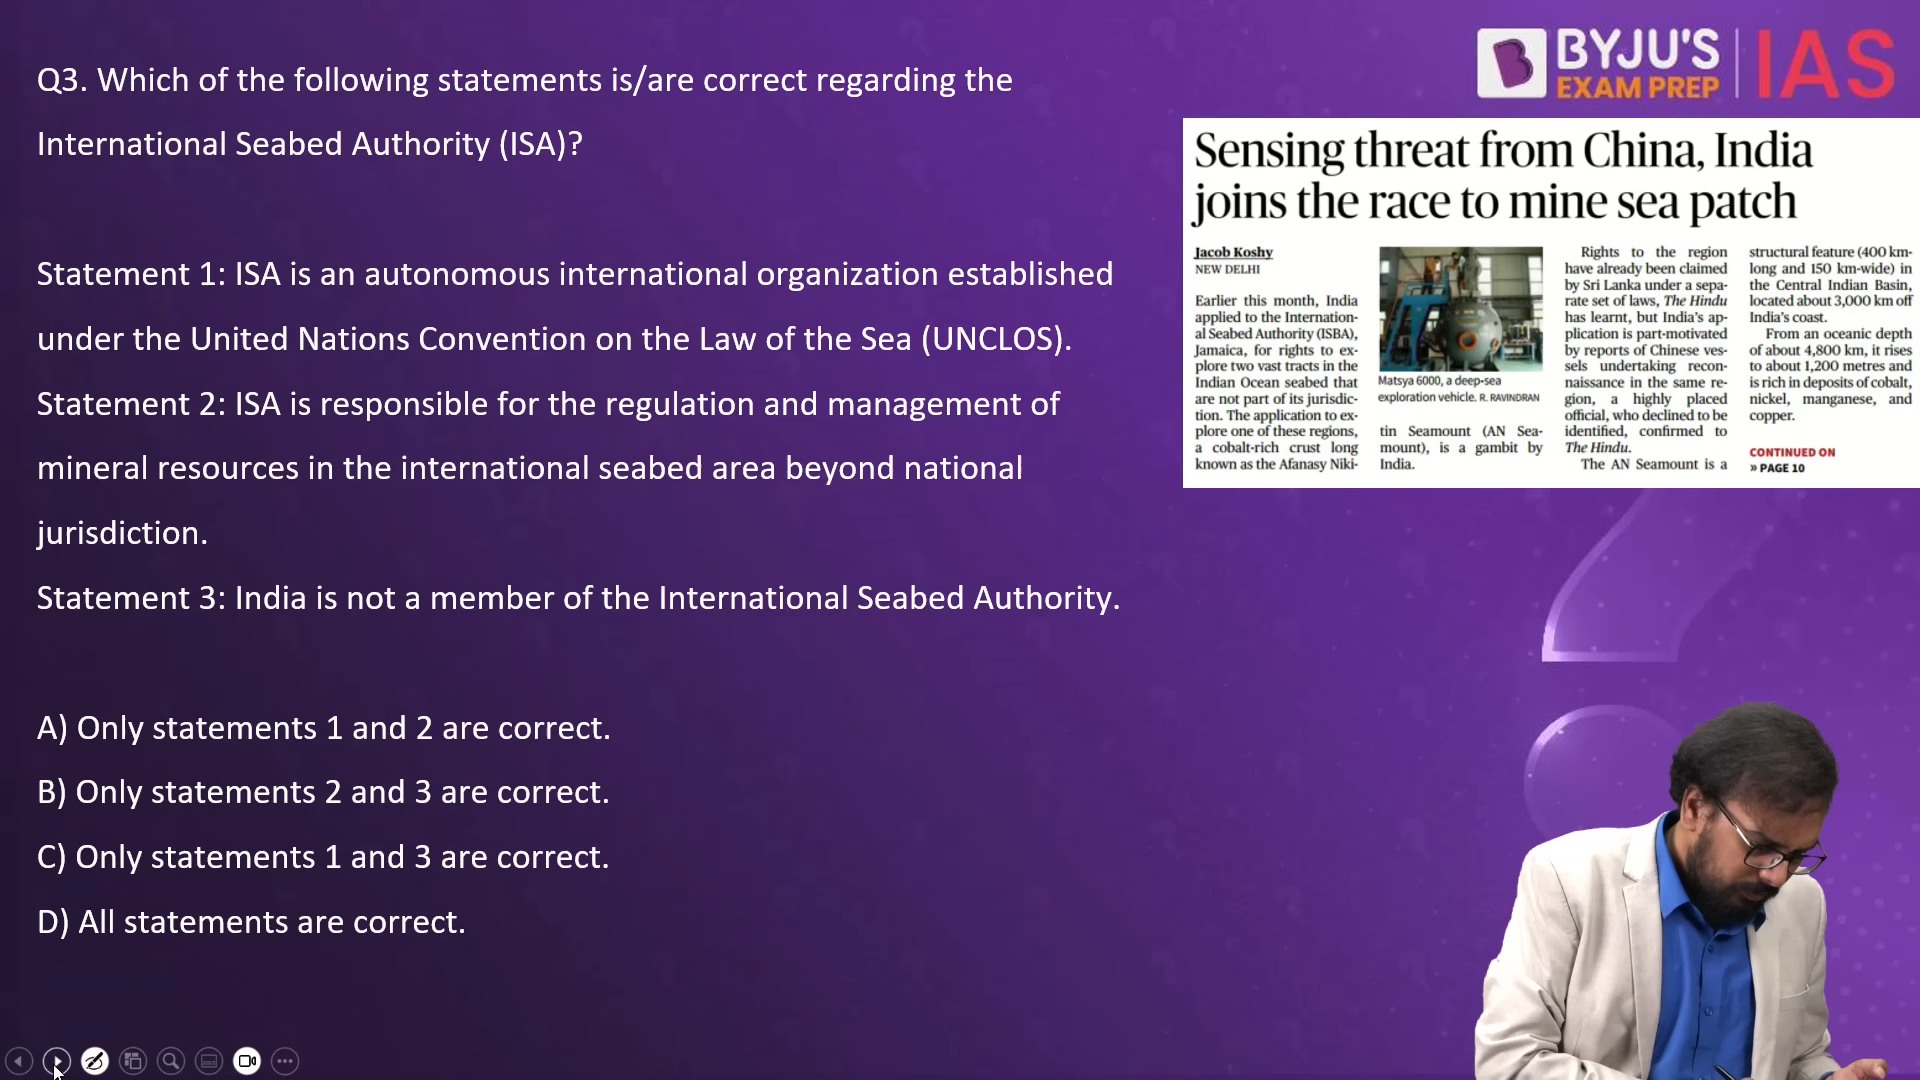 Q3. Which of the following statements is/are correct regarding the
International Seabed Authority (ISA)?
Statement 1: ISA is an autonomous international organization established
under the United Nations Convention on the Law of the Sea (UNCLOS).
Statement 2: ISA is responsible for the regulation and management of
mineral resources in the international seabed area beyond national
jurisdiction.
Statement 3: India is not a member of the International Seabed Authority.
A) Only statements 1 and 2 are correct.
B) Only statements 2 and 3 are correct.
C) Only statements 1 and 3 are correct.
D) All statements are correct.
BYJU'S
EXAM PREP
IAS
Sensing threat from China, India
joins the race to mine sea patch
Jacob Koshy
NEW DELHI
Earlier this month, India
applied to the Internation-
al Seabed Authority (ISBA),
Jamaica, for rights to ex-
plore two vast tracts in the
Indian Ocean seabed that
are not part of its jurisdic-
tion. The application to ex-
plore one of these regions,
a cobalt-rich crust long
known as the Afanasy Niki-
Matsya 6000, a deep-sea
exploration vehicle. R. RAVINDRAN
tin Seamount (AN Sea-
mount), is a gambit by
India.
Rights to the region
have already been claimed
by Sri Lanka under a sepa-
rate set of laws, The Hindu
has learnt, but India's ap-
plication is part-motivated
by reports of Chinese ves-
sels undertaking recon-
naissance in the same re-
gion, a highly placed
official, who declined to be
identified, confirmed to
The Hindu.
The AN Seamount is a
structural feature (400 km-
long and 150 km-wide) in
the Central Indian Basin,
located about 3,000 km off
India's coast.
From an oceanic depth
of about 4,800 km, it rises
to about 1,200 metres and
is rich in deposits of cobalt,
nickel, manganese, and
copper.
CONTINUED ON
» PAGE 10